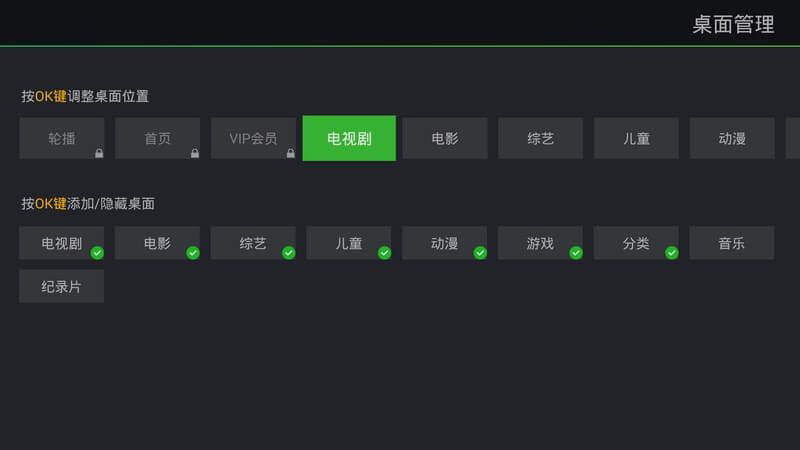 桌面管理
按OK键调整桌面位置
轮播 首页 VIP会员 电视剧 电影 综艺 儿童 动漫
按OK键添加/隐藏桌面
电视剧 电影 综艺 儿童 动漫 游戏 分类 音乐
纪录片